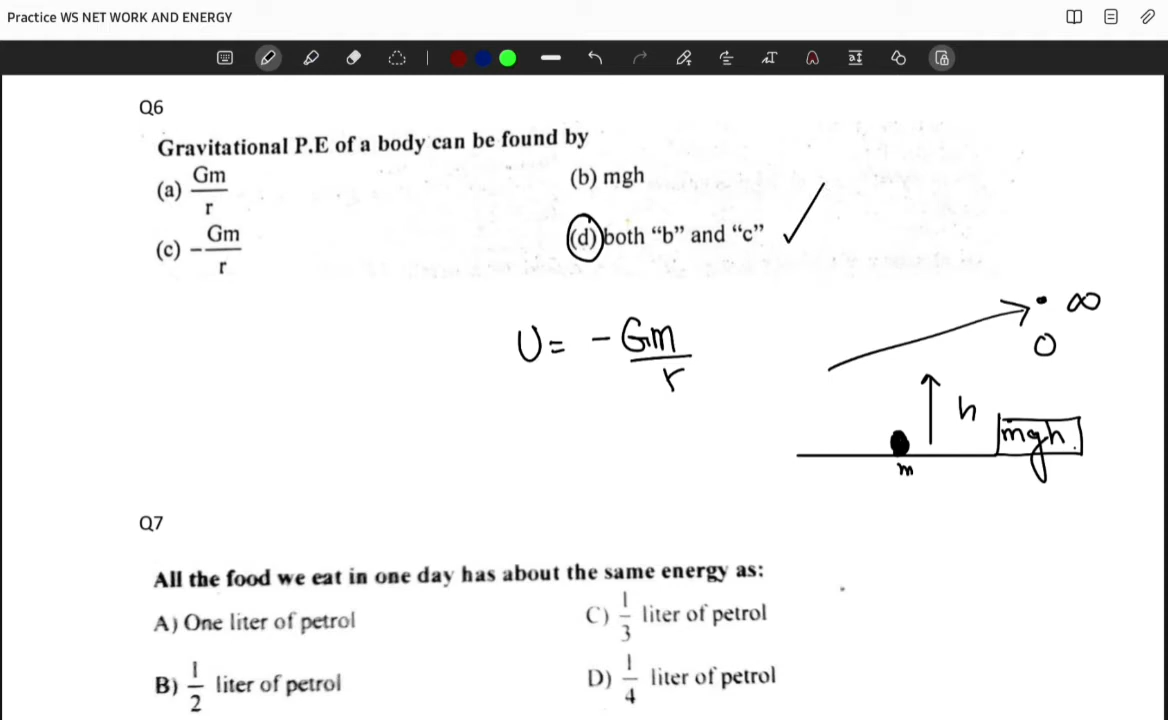 Practice WS NET WORK AND ENERGY
Q6
Gravitational P.E of a body can be found by
(a) Gm/r
(b) mgh
(c) -Gm/r
(d) both “b” and “c”
U = -Gm/r
∞
0
h
mgh.
m
Q7
All the food we eat in one day has about the same energy as:
A) One liter of petrol
C) 1/3 liter of petrol
B) 1/2 liter of petrol
D) 1/4 liter of petrol